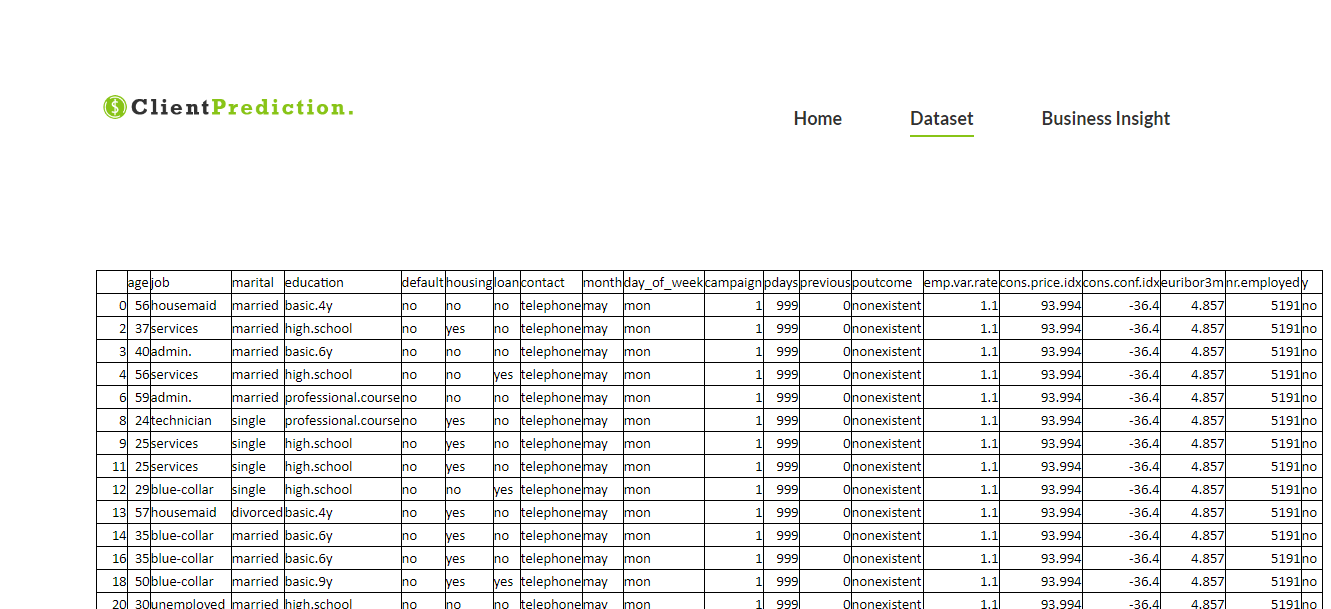 ClientPrediction.
Home Dataset Business Insight
age job marital education default housing loan contact month day_of_week campaign pdays previous poutcome emp.var.rate cons.price.idx cons.conf.idx euribor3m nr.employed y
0 56 housemaid married basic.4y no no no telephone may mon 1 999 0 nonexistent 1.1 93.994 -36.4 4.857 5191 no
2 37 services married high.school no yes no telephone may mon 1 999 0 nonexistent 1.1 93.994 -36.4 4.857 5191 no
3 40 admin. married basic.6y no no no telephone may mon 1 999 0 nonexistent 1.1 93.994 -36.4 4.857 5191 no
4 56 services married high.school no no yes telephone may mon 1 999 0 nonexistent 1.1 93.994 -36.4 4.857 5191 no
6 59 admin. married professional.course no no no telephone may mon 1 999 0 nonexistent 1.1 93.994 -36.4 4.857 5191 no
8 24 technician single professional.course no yes no telephone may mon 1 999 0 nonexistent 1.1 93.994 -36.4 4.857 5191 no
9 25 services single high.school no yes no telephone may mon 1 999 0 nonexistent 1.1 93.994 -36.4 4.857 5191 no
11 25 services single high.school no yes no telephone may mon 1 999 0 nonexistent 1.1 93.994 -36.4 4.857 5191 no
12 29 blue-collar single high.school no no yes telephone may mon 1 999 0 nonexistent 1.1 93.994 -36.4 4.857 5191 no
13 57 housemaid divorced basic.4y no yes no telephone may mon 1 999 0 nonexistent 1.1 93.994 -36.4 4.857 5191 no
14 35 blue-collar married basic.6y no yes no telephone may mon 1 999 0 nonexistent 1.1 93.994 -36.4 4.857 5191 no
16 35 blue-collar married basic.6y no yes no telephone may mon 1 999 0 nonexistent 1.1 93.994 -36.4 4.857 5191 no
18 50 blue-collar married basic.9y no yes yes telephone may mon 1 999 0 nonexistent 1.1 93.994 -36.4 4.857 5191 no
20 30 unemployed married high.school no no no telephone may mon 1 999 0 nonexistent 1.1 93.994 -36.4 4.857 5191 no